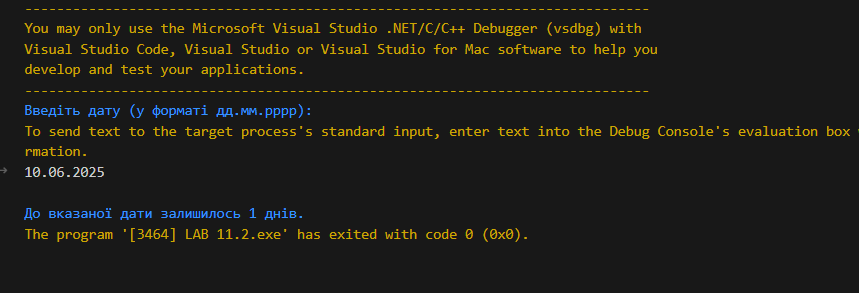 --------------------------------------------------------------------------
You may only use the Microsoft Visual Studio .NET/C/C++ Debugger (vsdbg) with
Visual Studio Code, Visual Studio or Visual Studio for Mac software to help you
develop and test your applications.
--------------------------------------------------------------------------
Введіть дату (у форматі дд.мм.рррр):
To send text to the target process's standard input, enter text into the Debug Console's evaluation box
rmation.
→ 10.06.2025
До вказаної дати залишилось 1 днів.
The program '[3464] LAB 11.2.exe' has exited with code 0 (0x0).